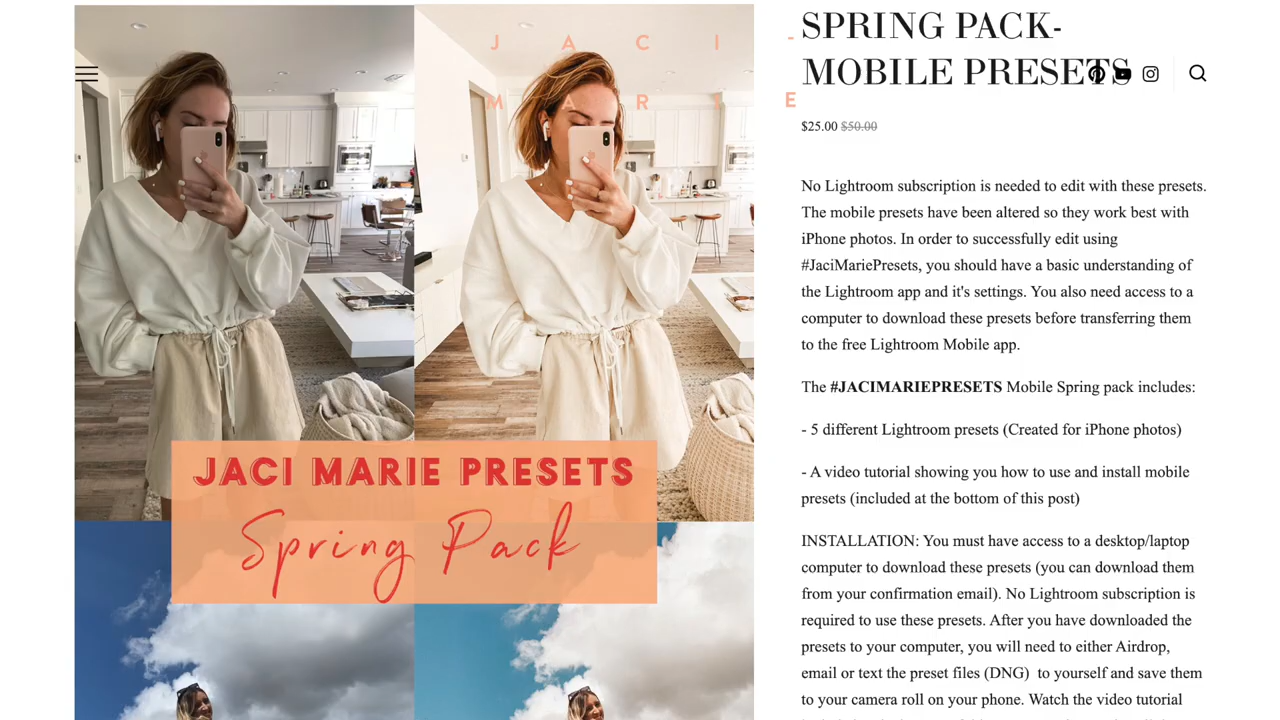 SPRING PACK-
MOBILE PRESETS
$25.00 $50.00
No Lightroom subscription is needed to edit with these presets.
The mobile presets have been altered so they work best with
iPhone photos. In order to successfully edit using
#JaciMariePresets, you should have a basic understanding of
the Lightroom app and it's settings. You also need access to a
computer to download these presets before transferring them
to the free Lightroom Mobile app.
The #JACIMARIEPRESETS Mobile Spring pack includes:
- 5 different Lightroom presets (Created for iPhone photos)
- A video tutorial showing you how to use and install mobile
presets (included at the bottom of this post)
INSTALLATION: You must have access to a desktop/laptop
computer to download these presets (you can download them
from your confirmation email). No Lightroom subscription is
required to use these presets. After you have downloaded the
presets to your computer, you will need to either Airdrop,
email or text the preset files (DNG) to yourself and save them
to your camera roll on your phone. Watch the video tutorial
JACI
MARIE
JACI MARIE PRESETS
Spring Pack